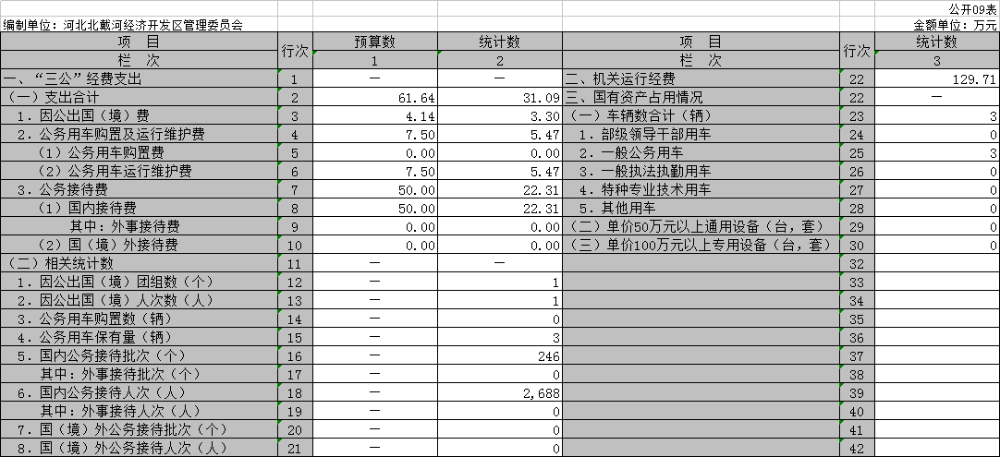 公开09表
编制单位：河北北戴河经济开发区管理委员会 金额单位：万元
项 目 行次 预算数 统计数 项 目 行次 统计数
栏 次 1 2 栏 次 3
一、“三公”经费支出 1 — — 二、机关运行经费 22 129.71
（一）支出合计 2 61.64 31.09 三、国有资产占用情况 22 —
1．因公出国（境）费 3 4.14 3.30 （一）车辆数合计（辆） 23 3
2．公务用车购置及运行维护费 4 7.50 5.47 1．部级领导干部用车 24 0
（1）公务用车购置费 5 0.00 0.00 2．一般公务用车 25 3
（2）公务用车运行维护费 6 7.50 5.47 3．一般执法执勤用车 26 0
3．公务接待费 7 50.00 22.31 4．特种专业技术用车 27 0
（1）国内接待费 8 50.00 22.31 5．其他用车 28 0
其中：外事接待费 9 0.00 0.00 （二）单价50万元以上通用设备（台，套） 29 0
（2）国（境）外接待费 10 0.00 0.00 （三）单价100万元以上专用设备（台，套） 30 0
（二）相关统计数 11 — — 32
1．因公出国（境）团组数（个） 12 — 1 33
2．因公出国（境）人次数（人） 13 — 1 34
3．公务用车购置数（辆） 14 — 0 35
4．公务用车保有量（辆） 15 — 3 36
5．国内公务接待批次（个） 16 — 246 37
其中：外事接待批次（个） 17 — 0 38
6．国内公务接待人次（人） 18 — 2,688 39
其中：外事接待人次（人） 19 — 0 40
7．国（境）外公务接待批次（个） 20 — 0 41
8．国（境）外公务接待人次（人） 21 — 0 42